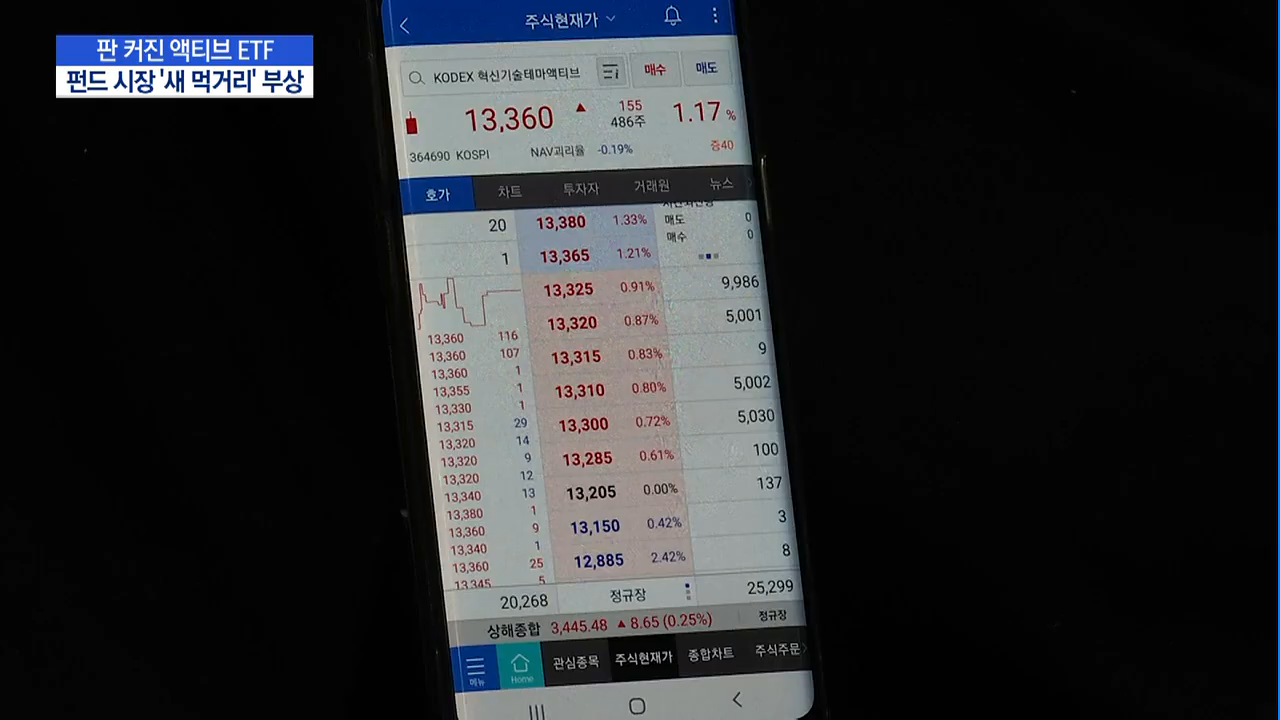 판 커진 액티브 ETF
펀드 시장 '새 먹거리' 부상
주식현재가
KODEX 혁신기술테마액티브
매수
매도
13,360 ▲ 155 1.17 %
486주
364690 KOSPI NAV괴리율 -0.19% 증40
호가 차트 투자자 거래원 뉴스
20 13,380 1.33% 매도 0
매수 0
1 13,365 1.21%
13,325 0.91% 9,986
13,320 0.87% 5,001
13,315 0.83% 9
13,310 0.80% 5,002
13,300 0.72% 5,030
13,285 0.61% 100
13,205 0.00% 137
13,150 0.42% 3
12,885 2.42% 8
13,360 116
13,360 107
13,360 1
13,355 1
13,330 1
13,315 29
13,320 14
13,320 9
13,320 12
13,340 13
13,380 1
13,360 9
13,340 1
13,360 25
13,345 5
20,268 정규장 25,299
상해종합 3,445.48 ▲ 8.65 (0.25%) 정규장
메뉴 Home 관심종목 주식현재가 종합차트 주식주문